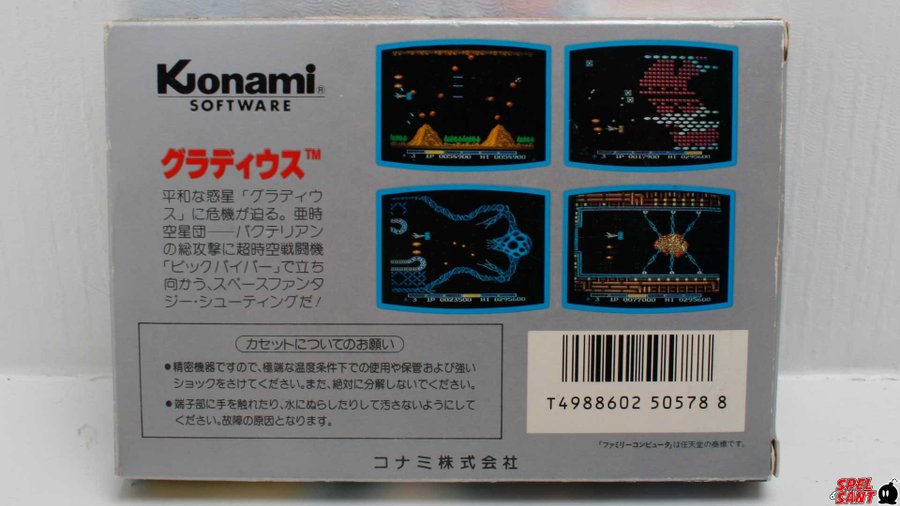 Konami®
SOFTWARE
グラディウス™
平和な惑星「グラディウ
ス」に危機が迫る。亜時
空星団──バクテリアン
の総攻撃に超時空戦闘機
「ビックバイパー」で立ち
向かう、スペースファンタ
ジー・シューティングだ!
3 1P 0058900 HI 0058900
3 1P 0017900 HI 0295600
3 1P 0023500 HI 0295600
3 1P 0077000 HI 0295600
カセットについてのお願い
●精密機器ですので、極端な温度条件下での使用や保管および強い
ショックをさけてください。また、絶対に分解しないでください。
●端子部に手を触れたり、水にぬらしたりして汚さないようにして
ください。故障の原因となります。
T4988602 50578 8
「ファミリーコンピュータ」は任天堂の商標です。
コナミ株式会社
SPEL
SANT